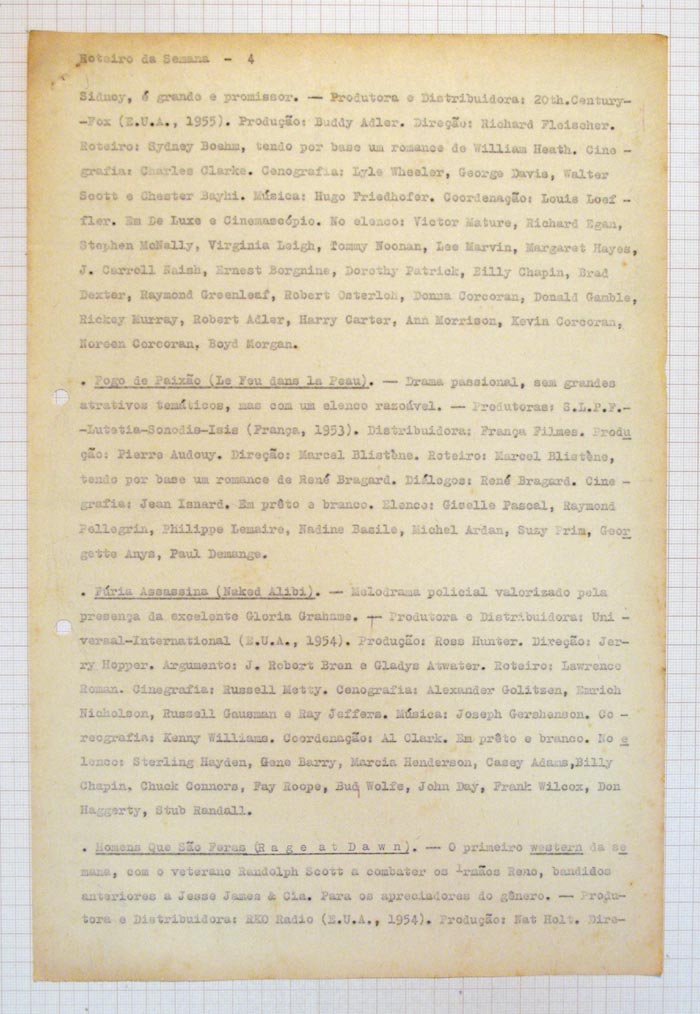 Roteiro da Semana - 4
Sidney, é grande e promissor. — Produtora e Distribuidora: 20th.Century-
-Fox (E.U.A., 1955). Produção: Buddy Adler. Direção: Richard Fleischer.
Roteiro: Sydney Boehm, tendo por base um romance de William Heath. Cine -
grafia: Charles Clarke. Cenografia: Lyle Wheeler, George Davis, Walter
Scott e Chester Bayhi. Música: Hugo Friedhofer. Coordenação: Louis Loef -
fler. Em De Luxe e Cinemascópio. No elenco: Victor Mature, Richard Egan,
Stephen McNally, Virginia Leigh, Tommy Noonan, Lee Marvin, Margaret Hayes,
J. Carroll Naish, Ernest Borgnine, Dorothy Patrick, Billy Chapin, Brad
Dexter, Raymond Greenleaf, Robert Osterloh, Donna Corcoran, Donald Gamble,
Rickey Murray, Robert Adler, Harry Carter, Ann Morrison, Kevin Corcoran,
Noreen Corcoran, Boyd Morgan.
. Fogo de Paixão (Le Feu dans la Peau). — Drama passional, sem grandes
atrativos temáticos, mas com um elenco razoável. — Produtoras: S.L.P.F.-
-Lutetia-Sonodis-Isis (França, 1953). Distribuidora: França Filmes. Produ
ção: Pierre Audouy. Direção: Marcel Blistène. Roteiro: Marcel Blistène,
tendo por base um romance de René Bragard. Diálogos: René Bragard. Cine -
grafia: Jean Isnard. Em prêto e branco. Elenco: Giselle Pascal, Raymond
Pellegrin, Philippe Lemaire, Nadine Basile, Michel Ardan, Suzy Prim, Geor
gette Anys, Paul Demange.
. Fúria Assassina (Naked Alibi). — Melodrama policial valorizado pela
presença da excelente Gloria Grahame. — Produtora e Distribuidora: Uni -
versal-International (E.U.A., 1954). Produção: Ross Hunter. Direção: Jer-
ry Hopper. Argumento: J. Robert Bren e Gladys Atwater. Roteiro: Lawrence
Roman. Cinegrafia: Russell Metty. Cenografia: Alexander Golitzen, Emrich
Nicholson, Russell Gausman e Ray Jeffers. Música: Joseph Gershenson. Co -
reografia: Kenny Williams. Coordenação: Al Clark. Em prêto e branco. No e
lenco: Sterling Hayden, Gene Barry, Marcia Henderson, Casey Adams,Billy
Chapin. Chuck Connors, Fay Roope, Bud Wolfe, John Day, Frank Wilcox, Don
Haggerty, Stub Randall.
. Homens Que São Feras (R a g e at D a w n). — O primeiro western da se
mana, com o veterano Randolph Scott a combater os irmãos Reno, bandidos
anteriores a Jesse James & Cia. Para os apreciadores do gênero. — Produ-
tora e Distribuidora: RKO Radio (E.U.A., 1954). Produção: Nat Holt. Dire-